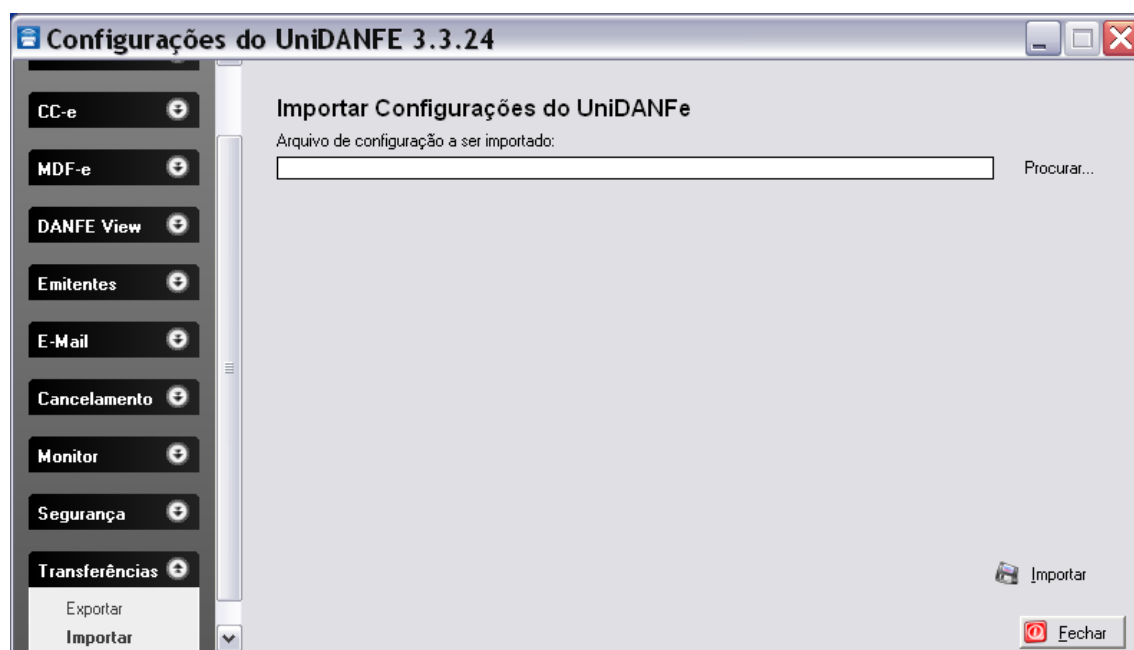 Configurações do UniDANFE 3.3.24
CC-e
MDF-e
DANFE View
Emitentes
E-Mail
Cancelamento
Monitor
Segurança
Transferências
Exportar
Importar
Importar Configurações do UniDANFe
Arquivo de configuração a ser importado:
Procurar...
Importar
Fechar